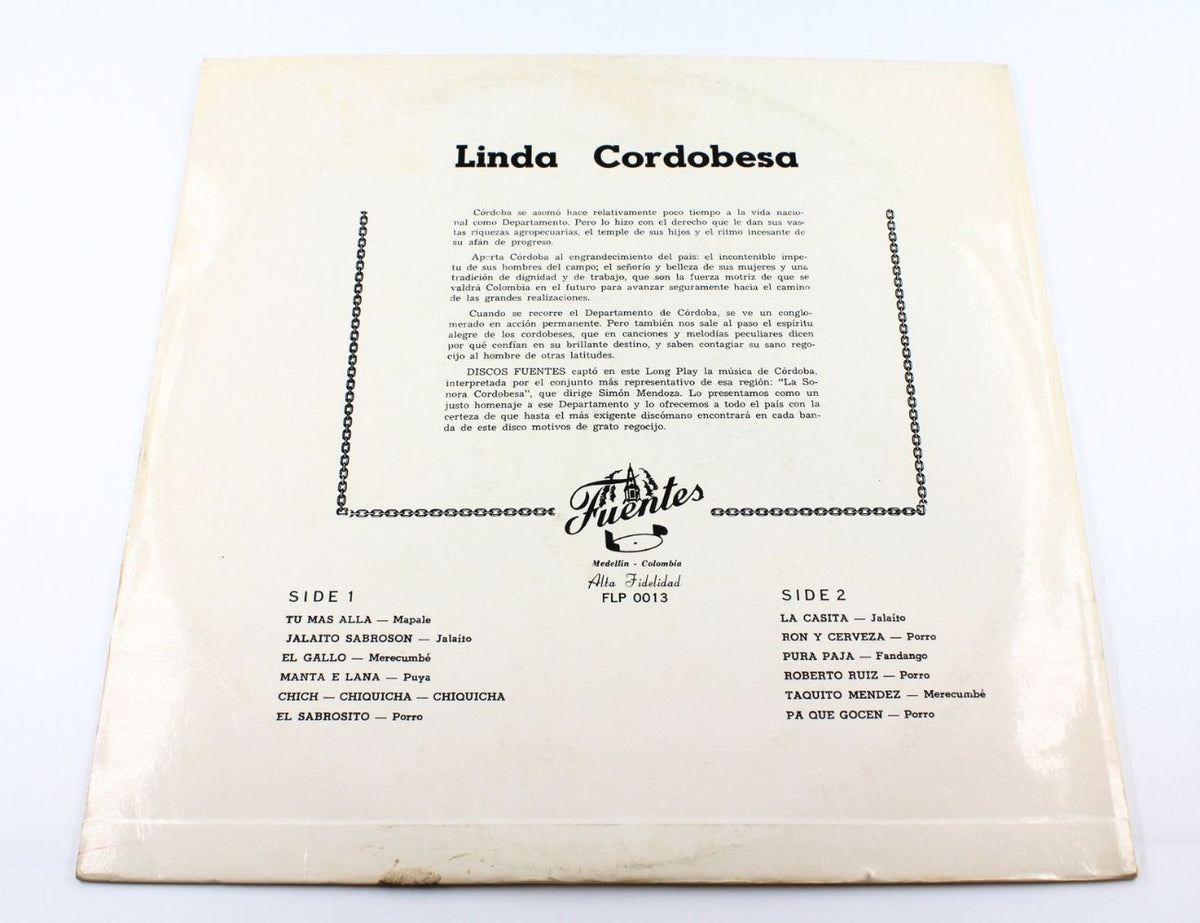 Linda Cordobesa
Córdoba se asomó hace relativamente poco tiempo a la vida nacio-
nal como Departamento. Pero lo hizo con el derecho que le dan sus vas-
tas riquezas agropecuarias, el temple de sus hijos y el ritmo incesante de
su afán de progreso.
Aporta Córdoba al engrandecimiento del país: el incontenible ímpe-
tu de sus hombres del campo; el señorío y belleza de sus mujeres y una
tradición de dignidad y de trabajo, que son la fuerza motriz de que se
valdrá Colombia en el futuro para avanzar seguramente hacia el camino
de las grandes realizaciones.
Cuando se recorre el Departamento de Córdoba, se ve un conglo-
merado en acción permanente. Pero también nos sale al paso el espíritu
alegre de los cordobeses, que en canciones y melodías peculiares dicen
por qué confían en su brillante destino, y saben contagiar su sano rego-
cijo al hombre de otras latitudes.
DISCOS FUENTES captó en este Long Play la música de Córdoba,
interpretada por el conjunto más representativo de esa región: "La So-
nora Cordobesa", que dirige Simón Mendoza. Lo presentamos como un
justo homenaje a ese Departamento y lo ofrecemos a todo el país con la
certeza de que hasta el más exigente discómano encontrará en cada ban-
da de este disco motivos de grato regocijo.
Fuentes
Medellín - Colombia
Alta Fidelidad
FLP 0013
SIDE 1
TU MAS ALLA — Mapale
JALAITO SABROSON — Jalaíto
EL GALLO — Merecumbé
MANTA E LANA — Puya
CHICH — CHIQUICHA — CHIQUICHA
EL SABROSITO — Porro
SIDE 2
LA CASITA — Jalaíto
RON Y CERVEZA — Porro
PURA PAJA — Fandango
ROBERTO RUIZ — Porro
TAQUITO MENDEZ — Merecumbé
PA QUE GOCEN — Porro